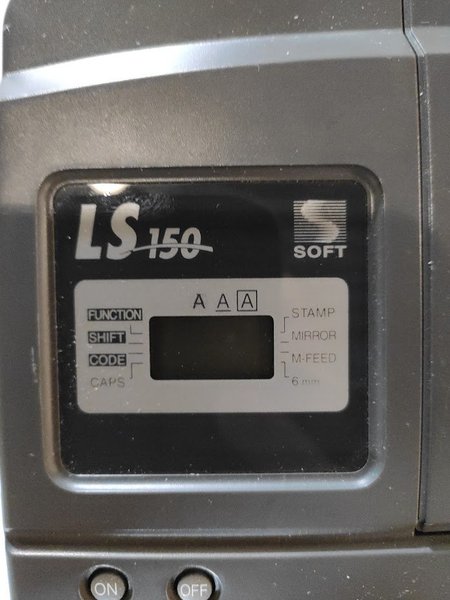 LS 150
S
SOFT
A A A
FUNCTION
SHIFT
CODE
CAPS
STAMP
MIRROR
M-FEED
6 mm
ON
OFF